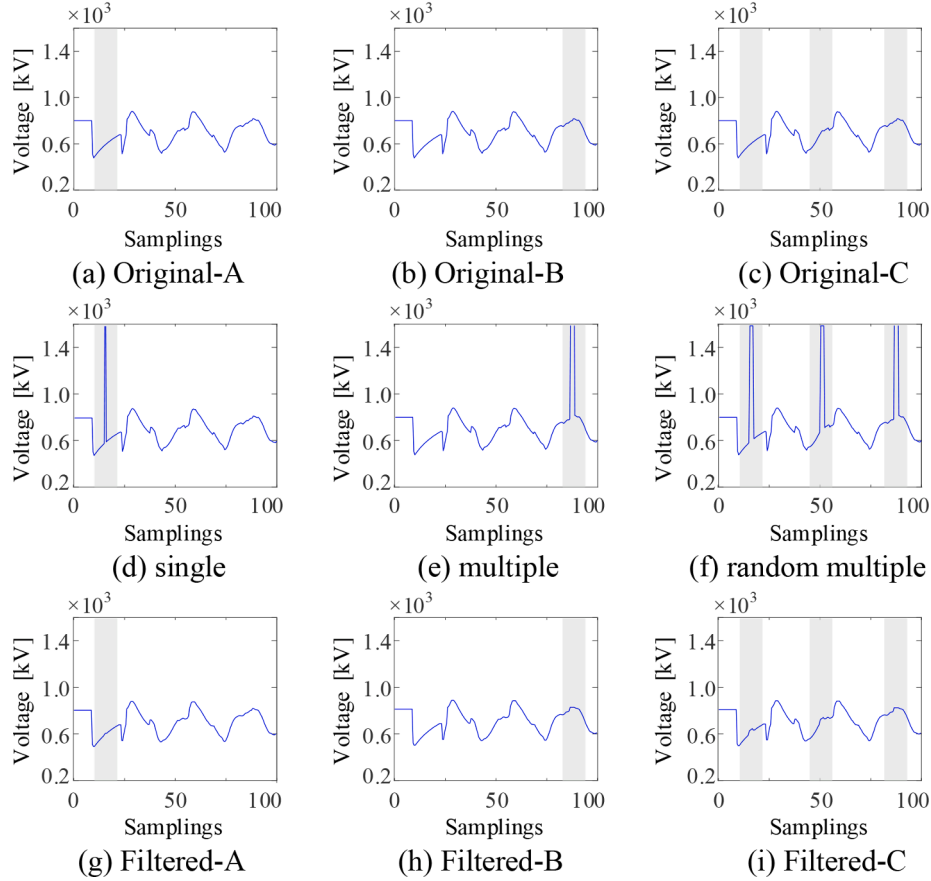 ×10³ ×10³ ×10³
Voltage [kV] 1.4 1.0 0.6 0.2 Voltage [kV] 1.4 1.0 0.6 0.2 Voltage [kV] 1.4 1.0 0.6 0.2
0 50 100 0 50 100 0 50 100
Samplings Samplings Samplings
(a) Original-A (b) Original-B (c) Original-C
×10³ ×10³ ×10³
Voltage [kV] 1.4 1.0 0.6 0.2 Voltage [kV] 1.4 1.0 0.6 0.2 Voltage [kV] 1.4 1.0 0.6 0.2
0 50 100 0 50 100 0 50 100
Samplings Samplings Samplings
(d) single (e) multiple (f) random multiple
×10³ ×10³ ×10³
Voltage [kV] 1.4 1.0 0.6 0.2 Voltage [kV] 1.4 1.0 0.6 0.2 Voltage [kV] 1.4 1.0 0.6 0.2
0 50 100 0 50 100 0 50 100
Samplings Samplings Samplings
(g) Filtered-A (h) Filtered-B (i) Filtered-C